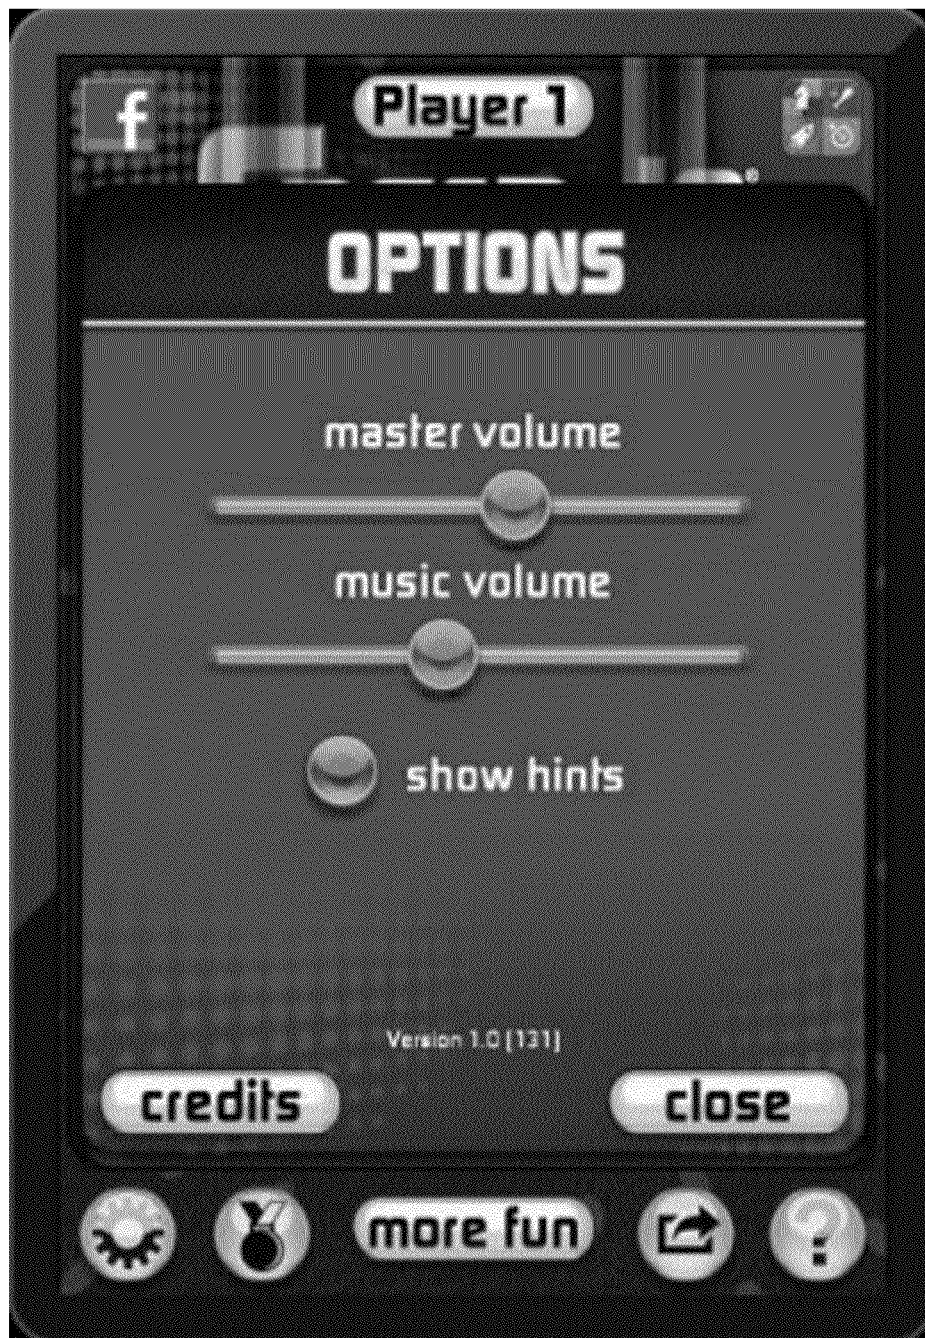 f
Player 1
OPTIONS
master volume
music volume
show hints
Version 1.0 [131]
credits
close
more fun
?